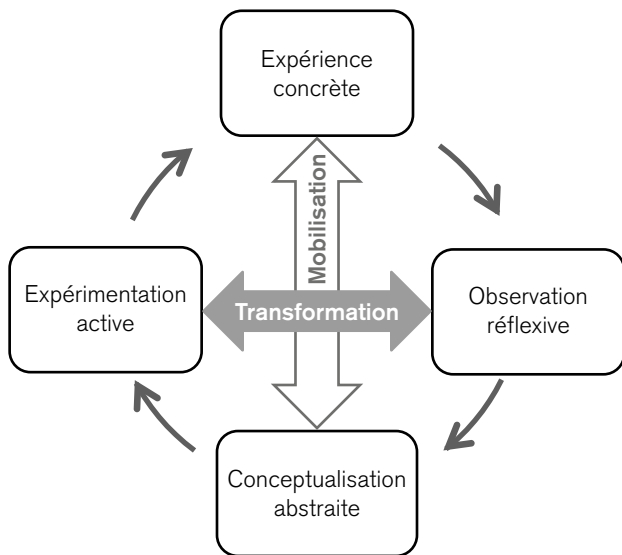 Expérience
concrète
Mobilisation
Expérimentation
active
Transformation
Observation
réflexive
Conceptualisation
abstraite